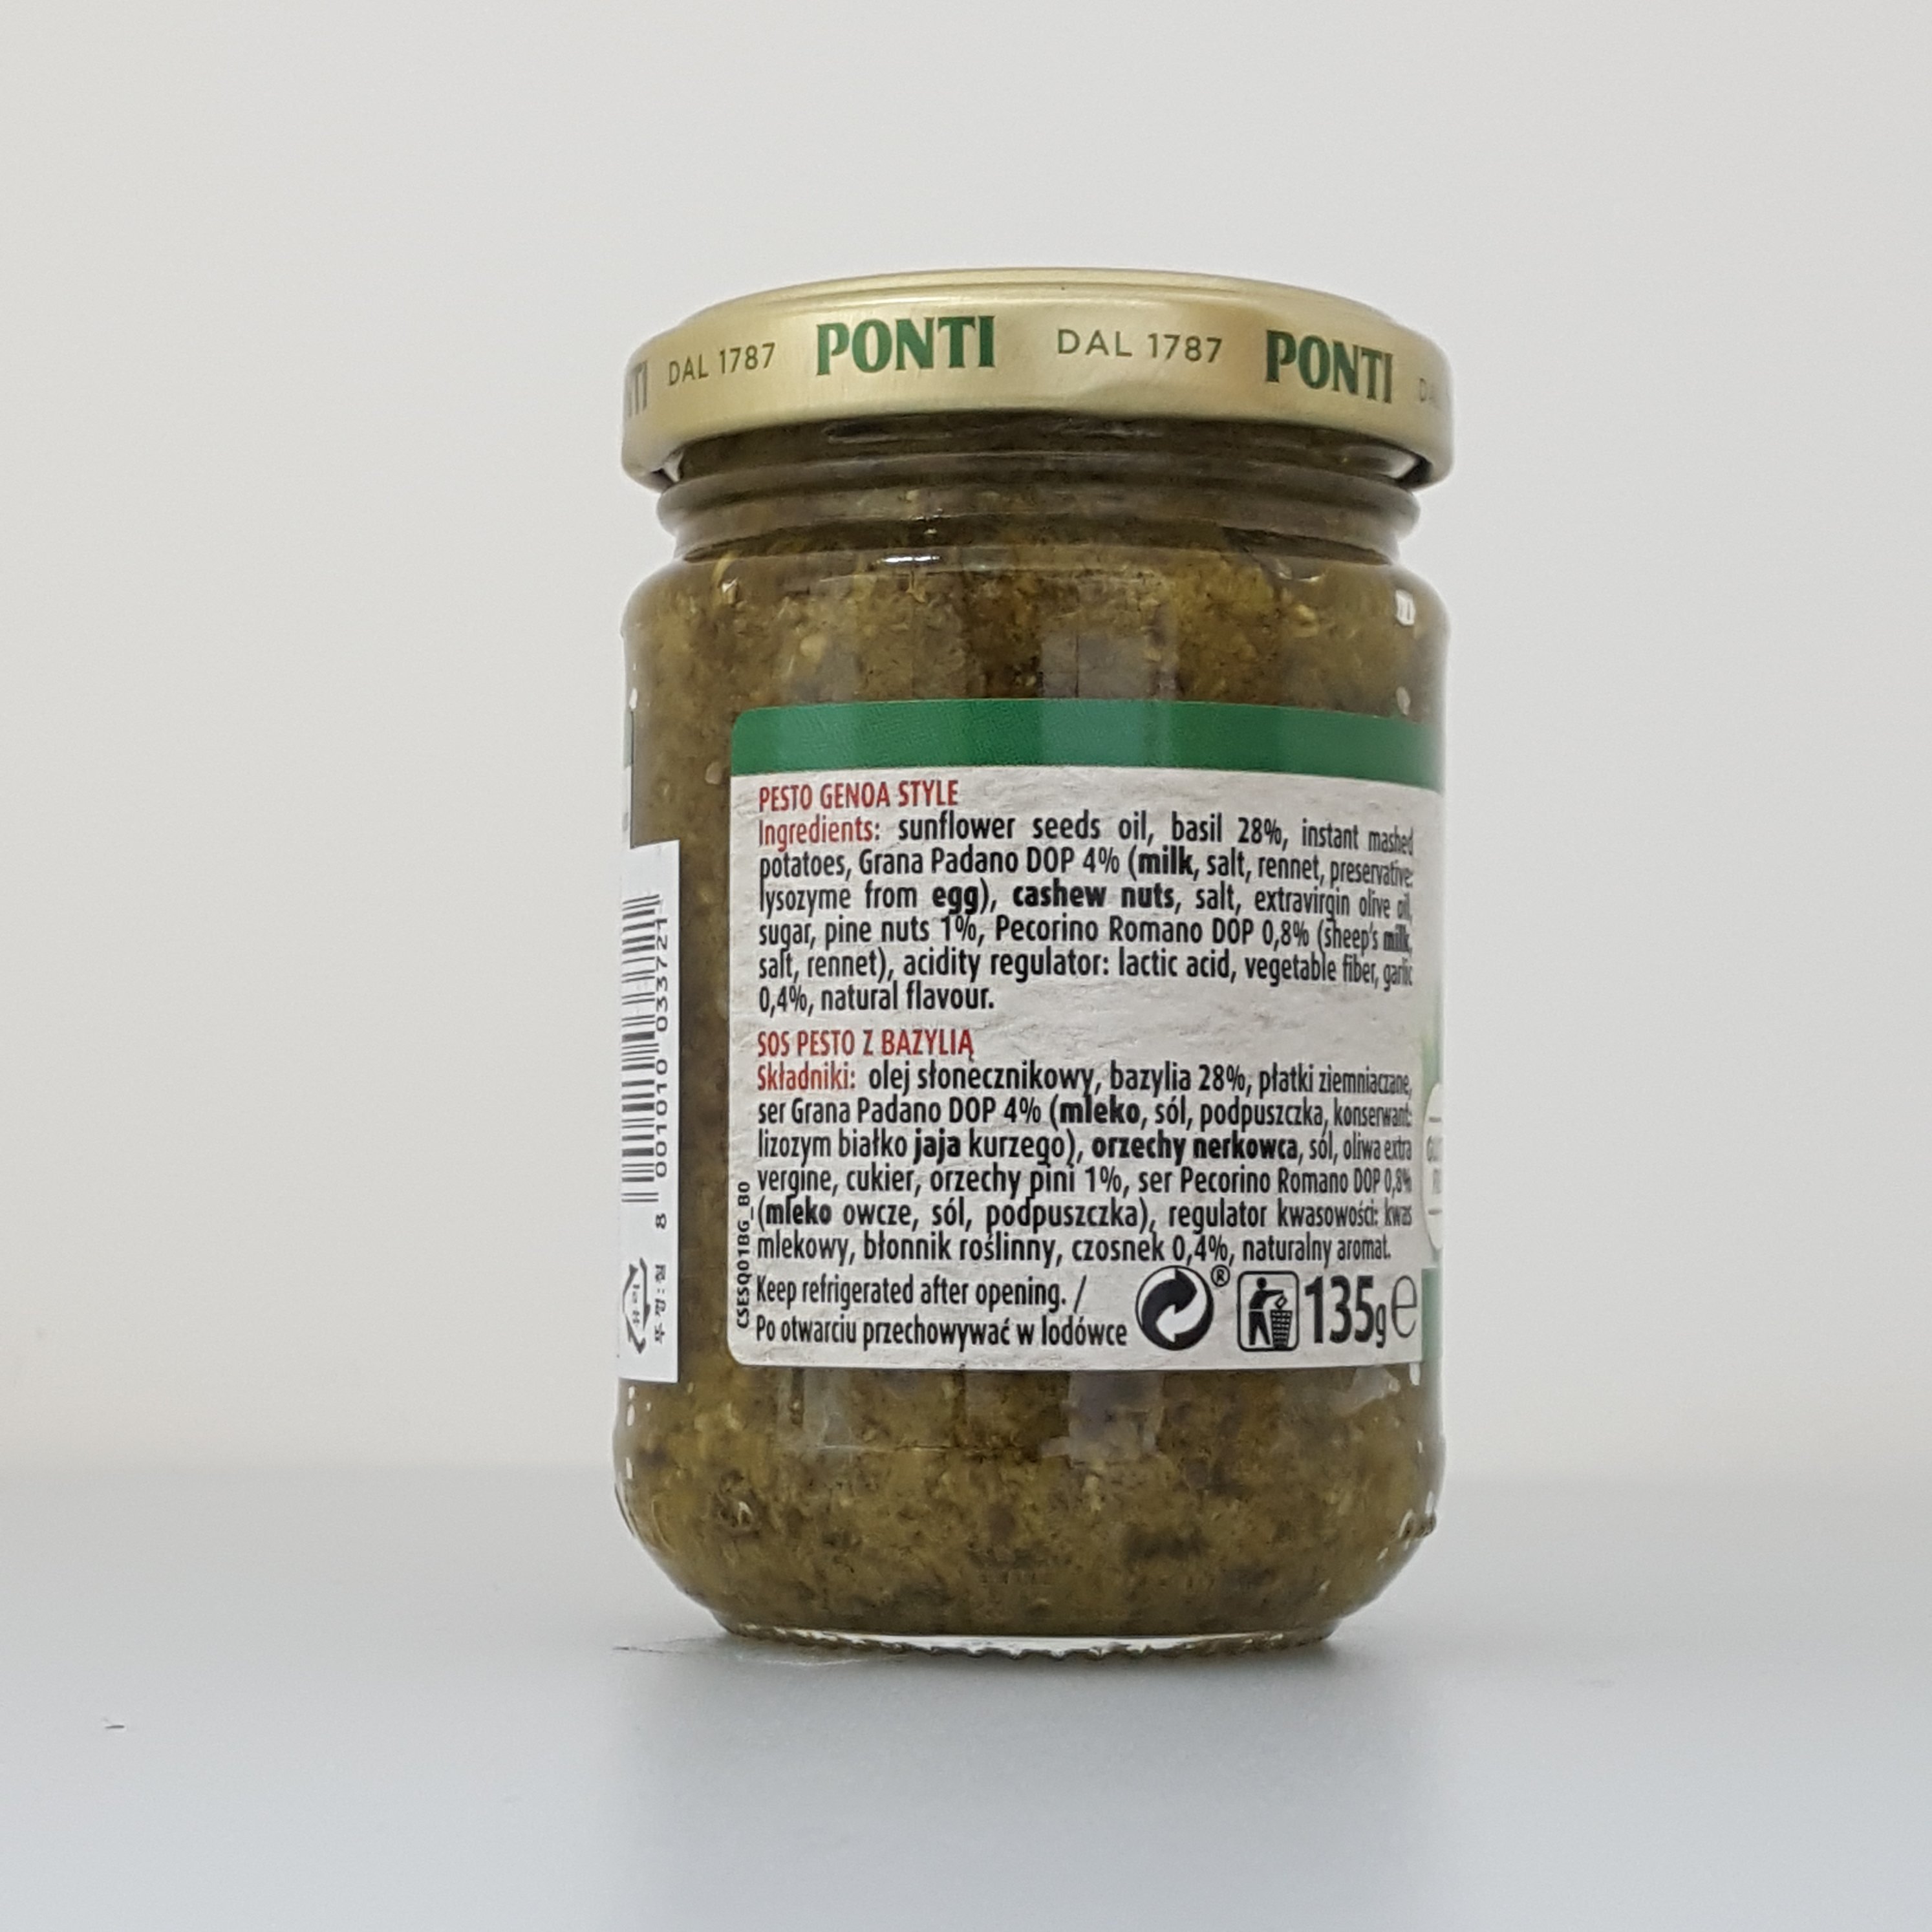 DAL 1787 PONTI DAL 1787 PONTI
PESTO GENOA STYLE
Ingredients: sunflower seeds oil, basil 28%, instant mashed
potatoes, Grana Padano DOP 4% (milk, salt, rennet, preservative:
lysozyme from egg), cashew nuts, salt, extravirgin olive oil,
sugar, pine nuts 1%, Pecorino Romano DOP 0,8% (sheep's milk,
salt, rennet), acidity regulator: lactic acid, vegetable fiber, garlic
0,4%, natural flavour.
SOS PESTO Z BAZYLIĄ
Składniki: olej słonecznikowy, bazylia 28%, płatki ziemniaczane,
ser Grana Padano DOP 4% (mleko, sól, podpuszczka, konserwant:
lizozym białko jaja kurzego), orzechy nerkowca, sól, oliwa extra
vergine, cukier, orzechy pini 1%, ser Pecorino Romano DOP 0,8%
(mleko owcze, sól, podpuszczka), regulator kwasowości: kwas
mlekowy, błonnik roślinny, czosnek 0,4%, naturalny aromat.
Keep refrigerated after opening. /
Po otwarciu przechowywać w lodówce
® 135g e
CSESQ01BG_B0
8 001010 033721